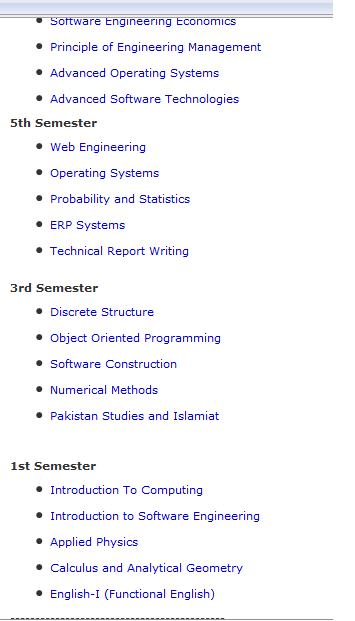 Software Engineering Economics
Principle of Engineering Management
Advanced Operating Systems
Advanced Software Technologies
5th Semester
Web Engineering
Operating Systems
Probability and Statistics
ERP Systems
Technical Report Writing
3rd Semester
Discrete Structure
Object Oriented Programming
Software Construction
Numerical Methods
Pakistan Studies and Islamiat
1st Semester
Introduction To Computing
Introduction to Software Engineering
Applied Physics
Calculus and Analytical Geometry
English-I (Functional English)